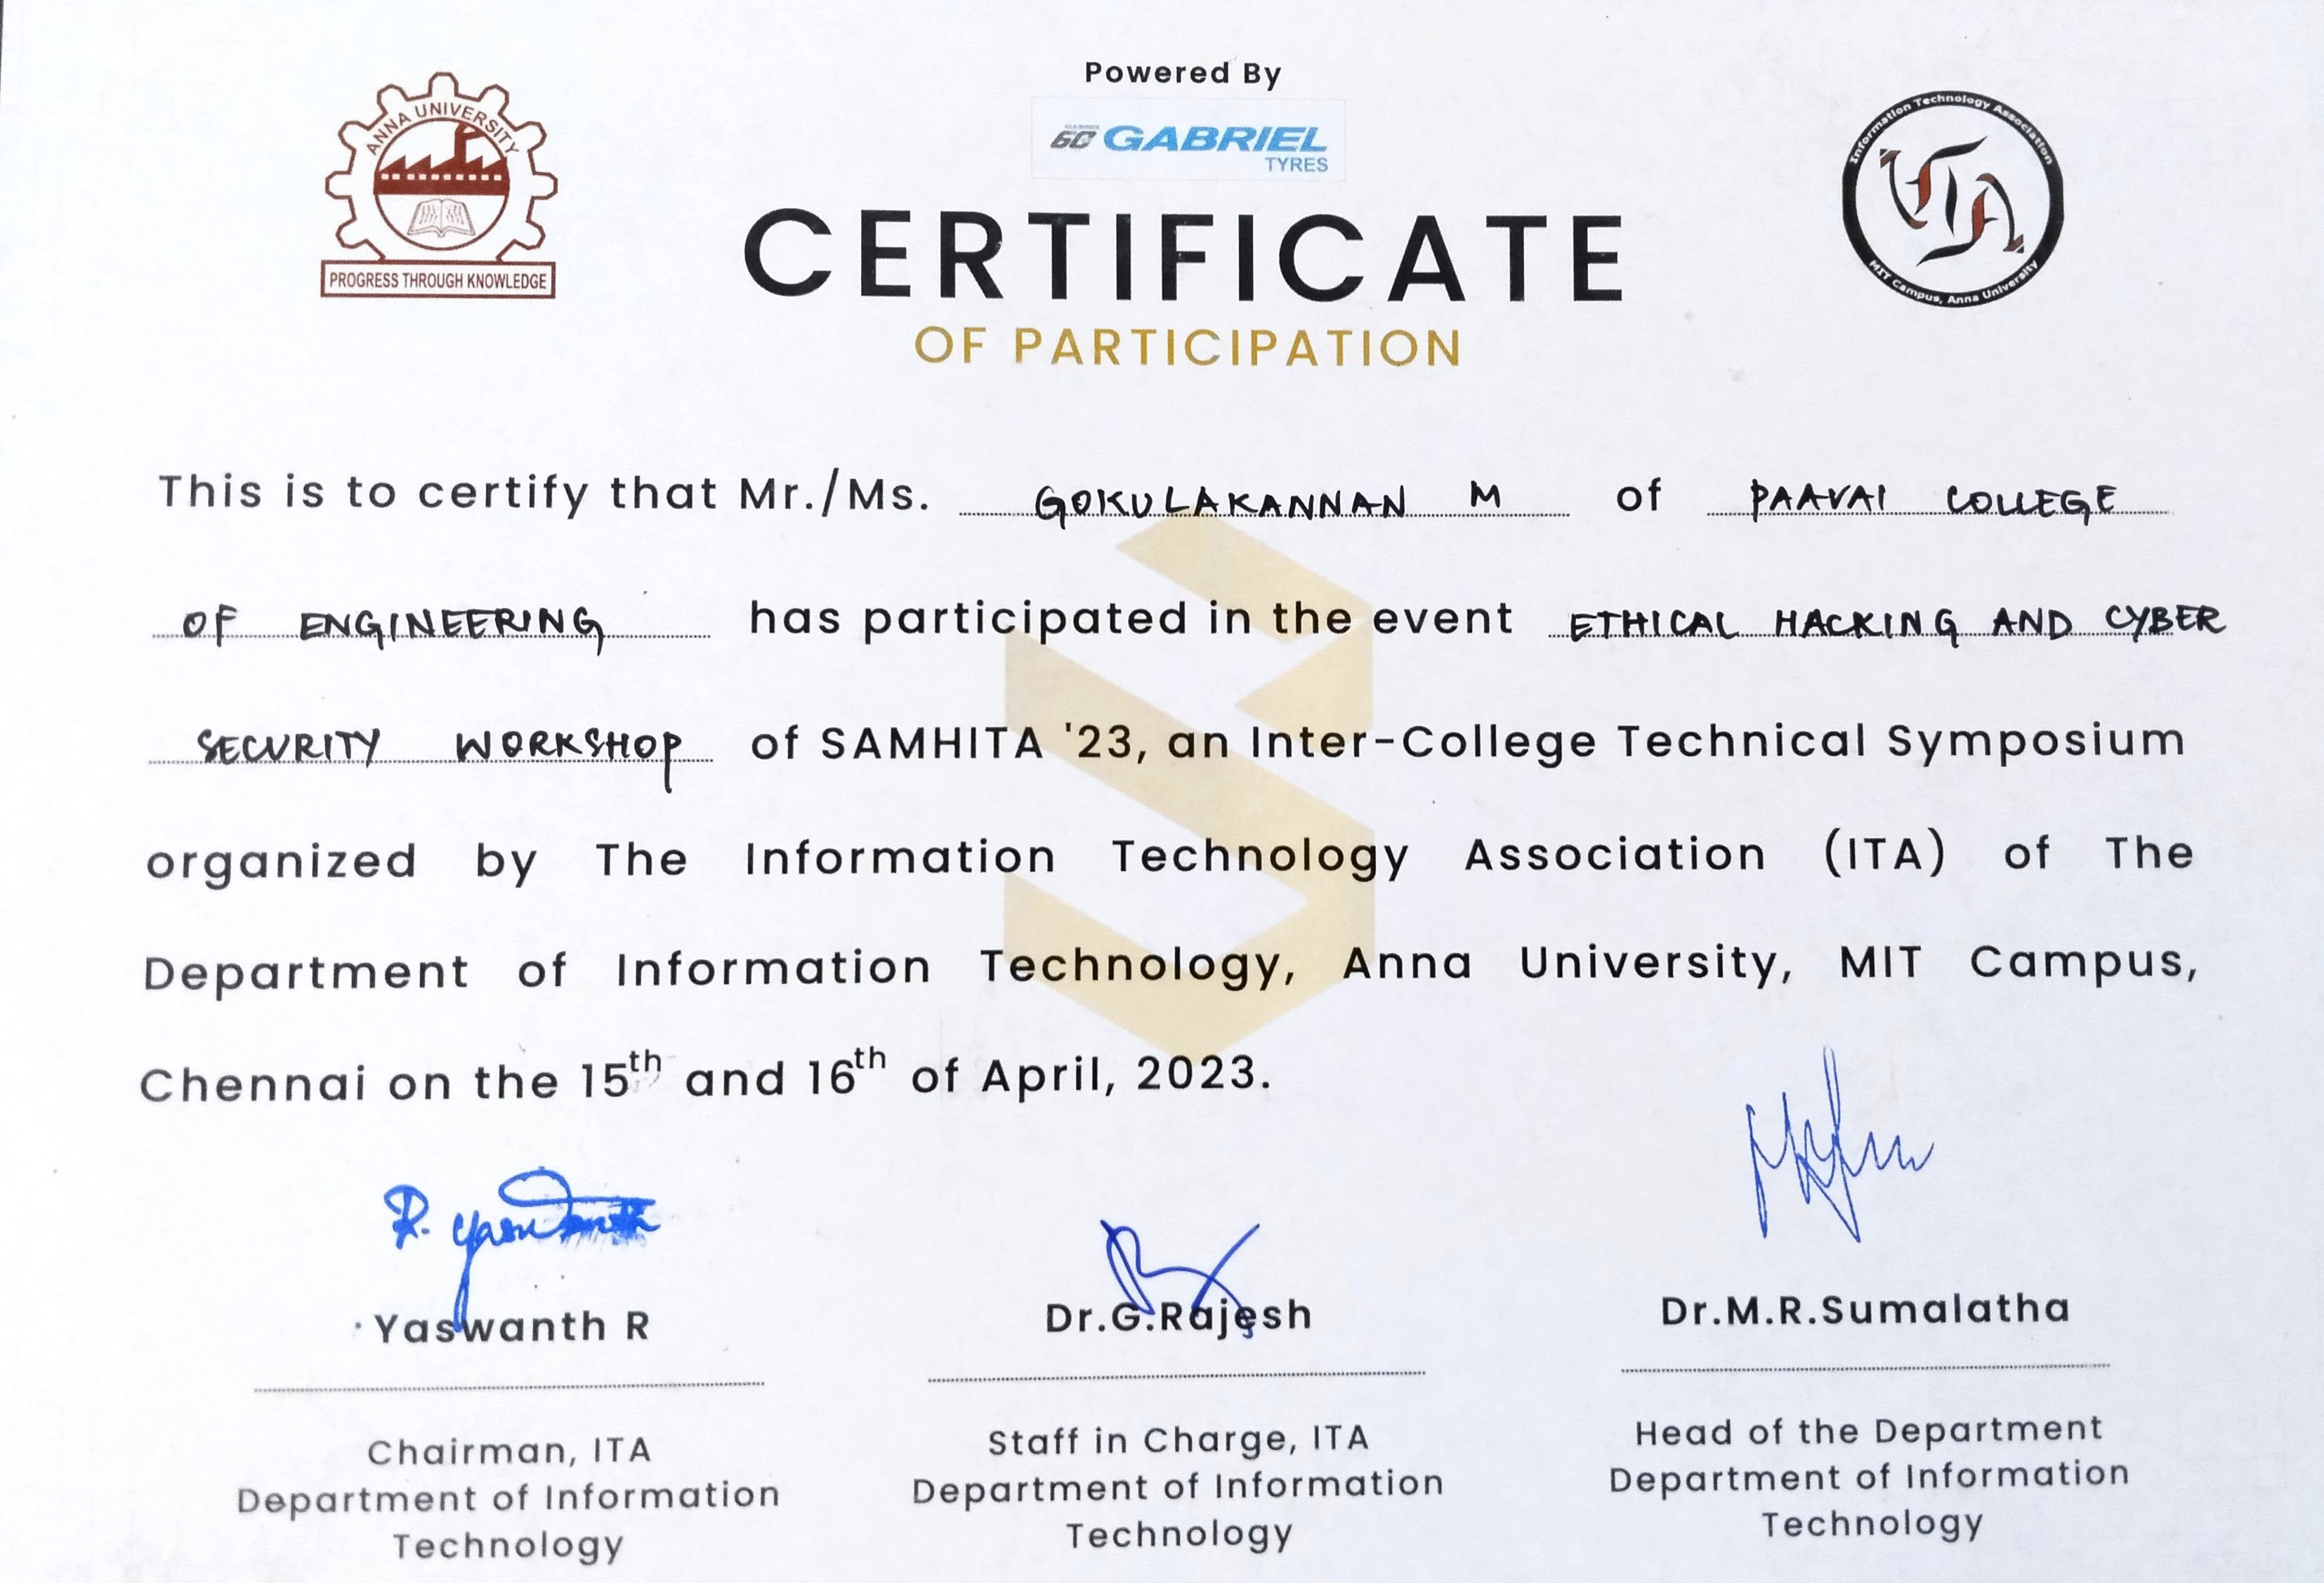 Powered By
GABRIEL
TYRES
ANNA UNIVERSITY
PROGRESS THROUGH KNOWLEDGE
Information Technology Association
ITA
MIT Campus, Anna University
CERTIFICATE
OF PARTICIPATION
This is to certify that Mr./Ms. GOKULAKANNAN M of PAAVAI COLLEGE
OF ENGINEERING has participated in the event ETHICAL HACKING AND CYBER
SECURITY WORKSHOP of SAMHITA '23, an Inter-College Technical Symposium
organized by The Information Technology Association (ITA) of The
Department of Information Technology, Anna University, MIT Campus,
Chennai on the 15th and 16th of April, 2023.
R. Yaswanth
Yaswanth R
Dr.G.Rajesh
Dr.M.R.Sumalatha
Chairman, ITA
Department of Information
Technology
Staff in Charge, ITA
Department of Information
Technology
Head of the Department
Department of Information
Technology